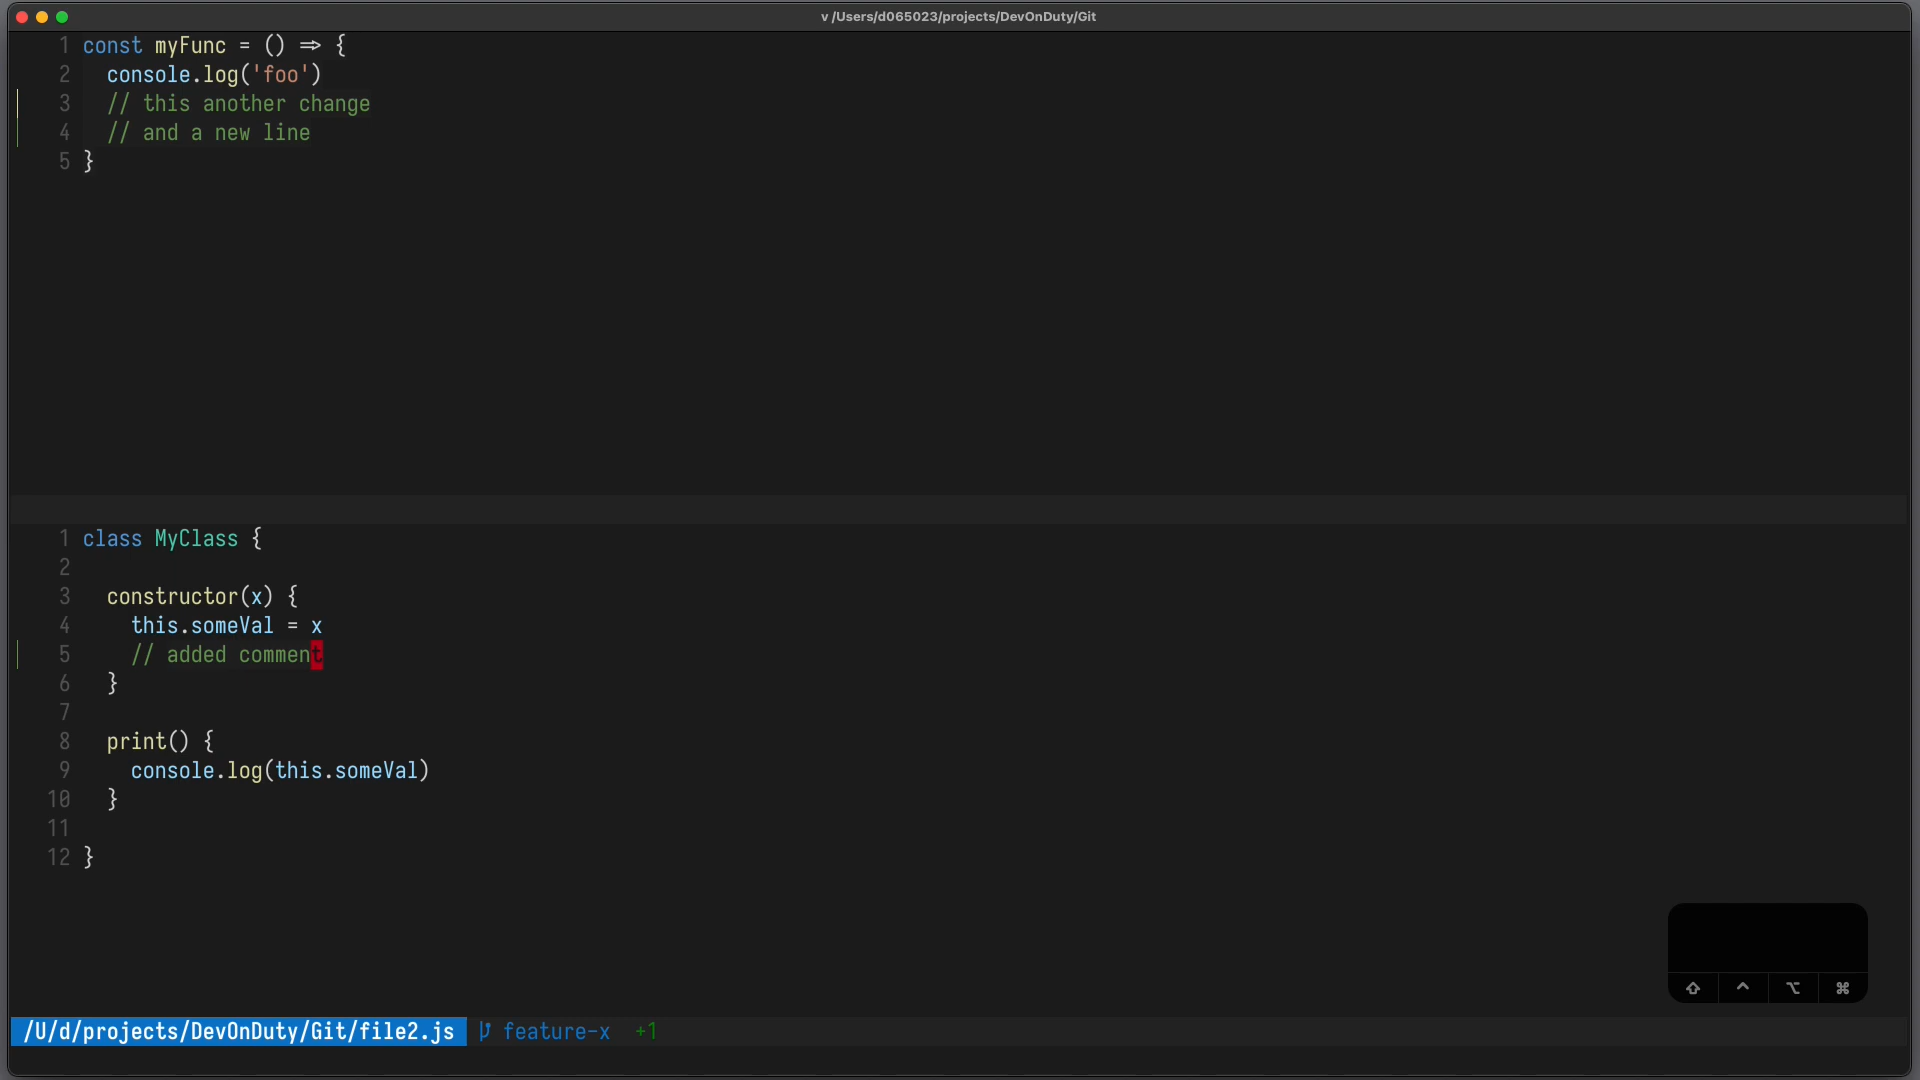 v /Users/d065023/projects/DevOnDuty/Git
1 const myFunc = () => {
2   console.log('foo')
3   // this another change
4   // and a new line
5 }
1 class MyClass {
2
3   constructor(x) {
4     this.someVal = x
5     // added comment
6   }
7
8   print() {
9     console.log(this.someVal)
10   }
11
12 }
/U/d/projects/DevOnDuty/Git/file2.js feature-x +1